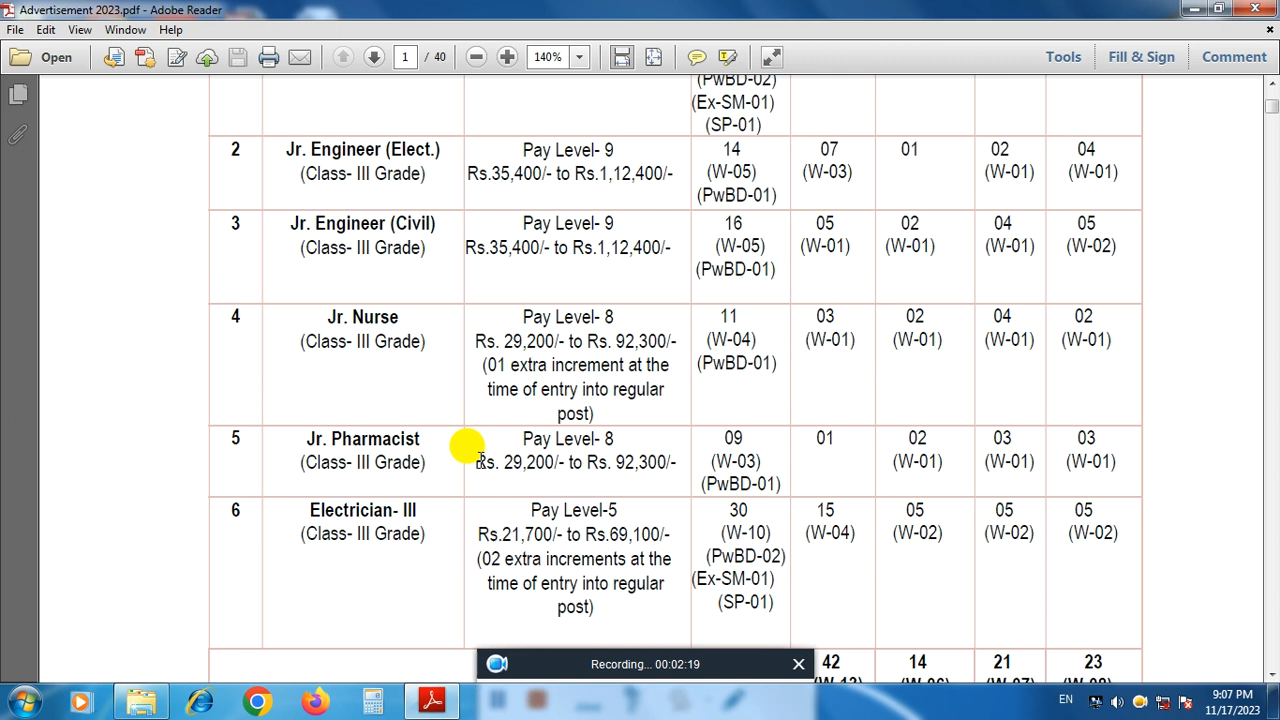 Advertisement 2023.pdf - Adobe Reader
File Edit View Window Help
Open 1 / 40 140% Tools Fill & Sign Comment
(PwBD-02)
(Ex-SM-01)
(SP-01)
2 Jr. Engineer (Elect.) Pay Level- 9 14 07 01 02 04
(Class- III Grade) Rs.35,400/- to Rs.1,12,400/- (W-05) (W-03) (W-01) (W-01)
(PwBD-01)
3 Jr. Engineer (Civil) Pay Level- 9 16 05 02 04 05
(Class- III Grade) Rs.35,400/- to Rs.1,12,400/- (W-05) (W-01) (W-01) (W-01) (W-02)
(PwBD-01)
4 Jr. Nurse Pay Level- 8 11 03 02 04 02
(Class- III Grade) Rs. 29,200/- to Rs. 92,300/- (W-04) (W-01) (W-01) (W-01) (W-01)
(01 extra increment at the (PwBD-01)
time of entry into regular
post)
5 Jr. Pharmacist Pay Level- 8 09 01 02 03 03
(Class- III Grade) Rs. 29,200/- to Rs. 92,300/- (W-03) (W-01) (W-01) (W-01)
(PwBD-01)
6 Electrician- III Pay Level-5 30 15 05 05 05
(Class- III Grade) Rs.21,700/- to Rs.69,100/- (W-10) (W-04) (W-02) (W-02) (W-02)
(02 extra increments at the (PwBD-02)
time of entry into regular (Ex-SM-01)
post) (SP-01)
42 14 21 23
Recording... 00:02:19
EN 9:07 PM
11/17/2023